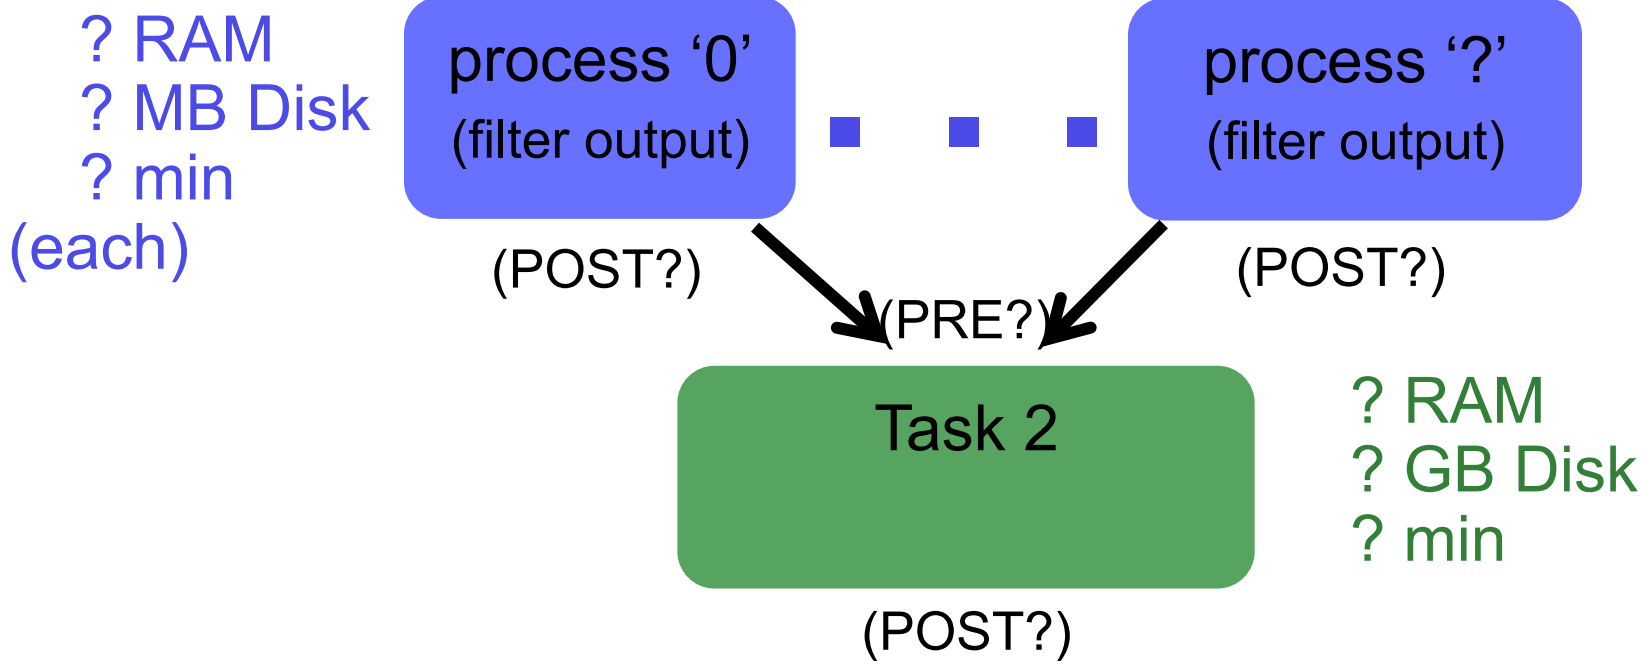 ? RAM
? MB Disk
? min
(each)
process ‘0’
(filter output)
process ‘?’
(filter output)
(POST?)
(POST?)
(PRE?)
Task 2
? RAM
? GB Disk
? min
(POST?)